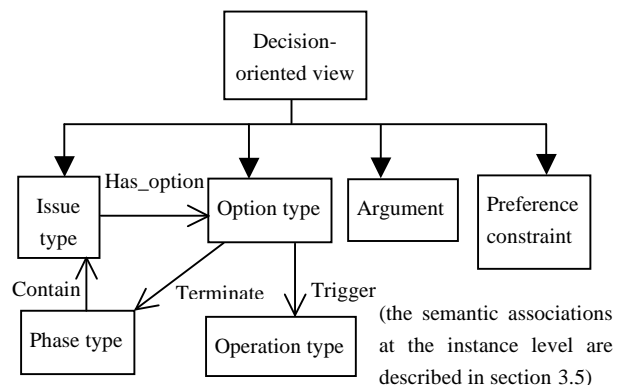 Decision-
oriented view
Has_option
Issue
type
Option type
Argument
Preference
constraint
Contain
Terminate
Trigger
Phase type
Operation type
(the semantic associations
at the instance level are
described in section 3.5)